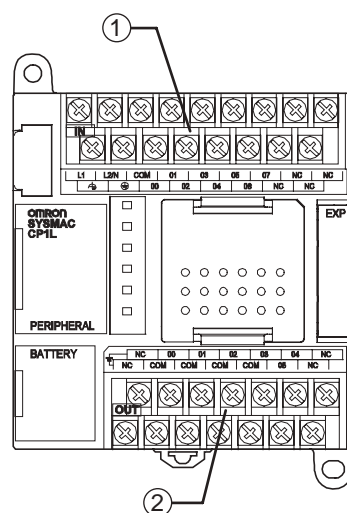 ①
IN
L1 L2/N COM 01 03 05 07 NC NC
00 02 04 06 NC NC
OMRON
SYSMAC
CP1L
EXP
PERIPHERAL
BATTERY
NC 00 01 02 03 04 NC
NC COM COM COM COM 05 NC
OUT
②